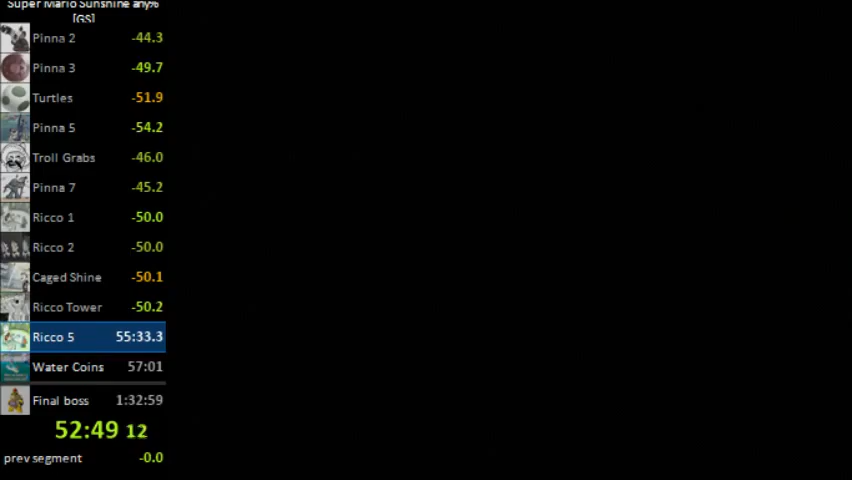 Super Mario Sunshine any%
[GS]
Pinna 2 -44.3
Pinna 3 -49.7
Turtles -51.9
Pinna 5 -54.2
Troll Grabs -46.0
Pinna 7 -45.2
Ricco 1 -50.0
Ricco 2 -50.0
Caged Shine -50.1
Ricco Tower -50.2
Ricco 5 55:33.3
Water Coins 57:01
Final boss 1:32:59
52:49 12
prev segment -0.0